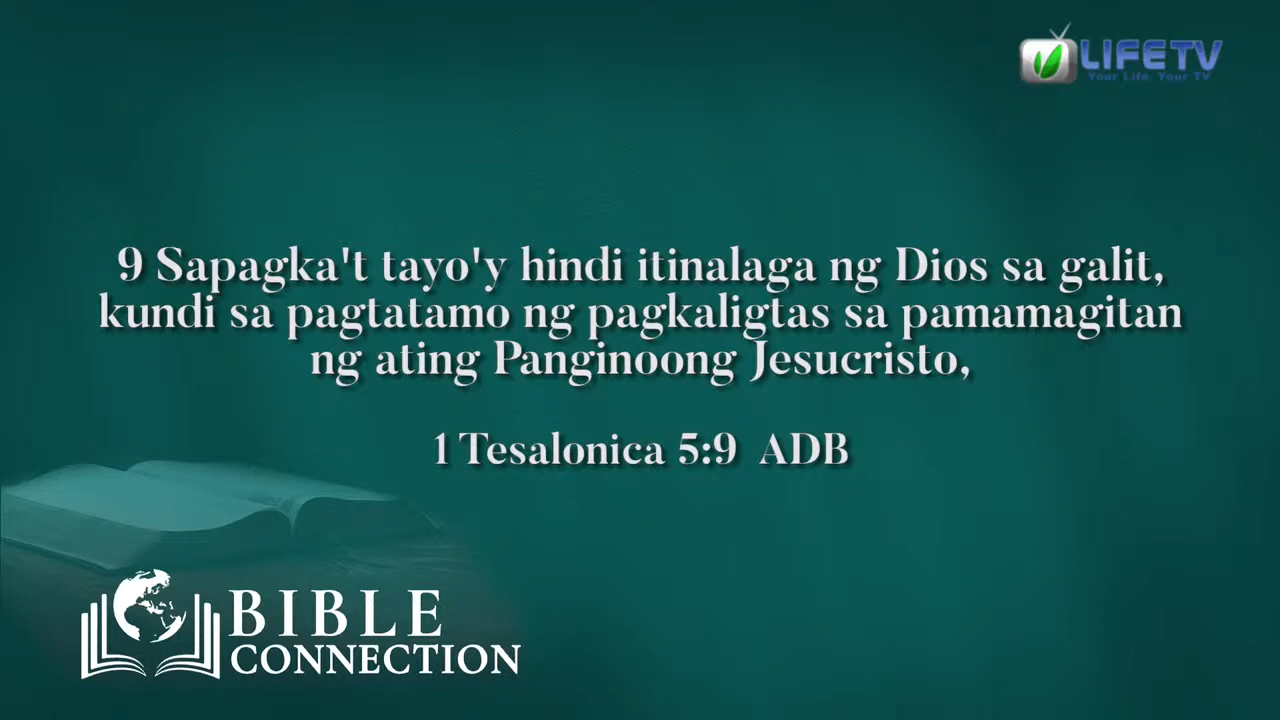 LIFETV
Your Life, Your TV
9 Sapagka't tayo'y hindi itinalaga ng Dios sa galit,
kundi sa pagtatamo ng pagkaligtas sa pamamagitan
ng ating Panginoong Jesucristo,
1 Tesalonica 5:9 ADB
BIBLE
CONNECTION